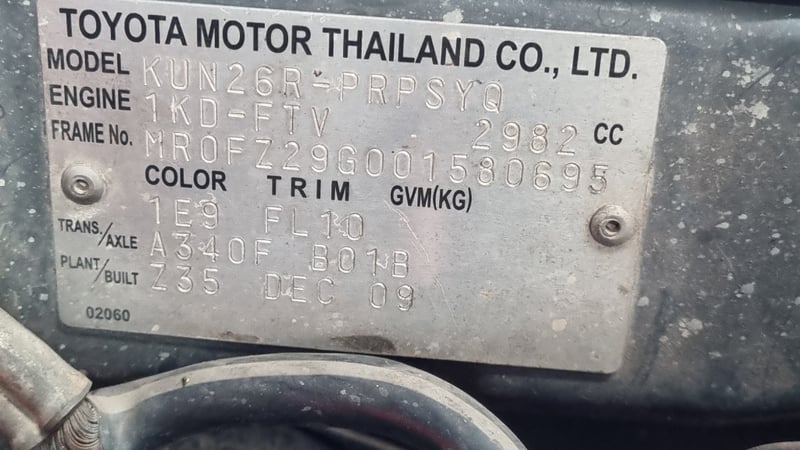 TOYOTA MOTOR THAILAND CO., LTD.
MODEL KUN26R-PRPSYQ
ENGINE 1KD-FTV 2982 CC
FRAME No. MR0FZ29G001580695
COLOR TRIM GVM(KG)
1E9 FL10
TRANS./AXLE A340F B01B
PLANT/BUILT Z35 DEC 09
02060